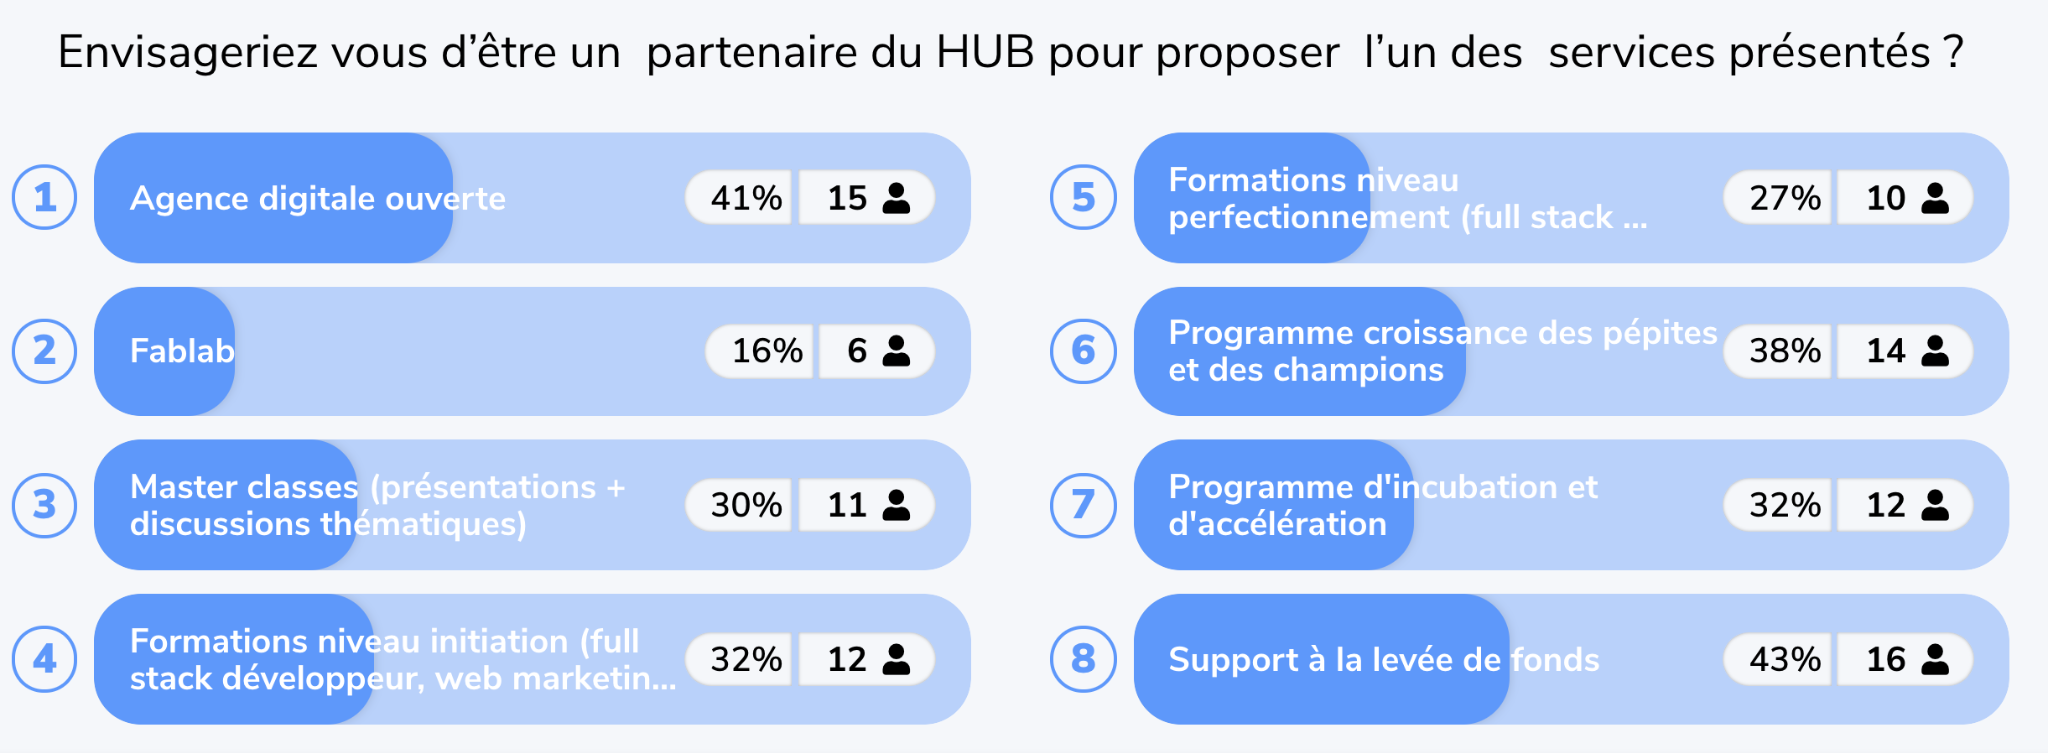 Envisageriez vous d’être un partenaire du HUB pour proposer l’un des services présentés ?
1
Agence digitale ouverte
41% 15
2
Fablab
16% 6
3
Master classes (présentations +
discussions thématiques)
30% 11
4
Formations niveau initiation (full
stack développeur, web marketin...
32% 12
5
Formations niveau
perfectionnement (full stack ...
27% 10
6
Programme croissance des pépites
et des champions
38% 14
7
Programme d'incubation et
d'accélération
32% 12
8
Support à la levée de fonds
43% 16